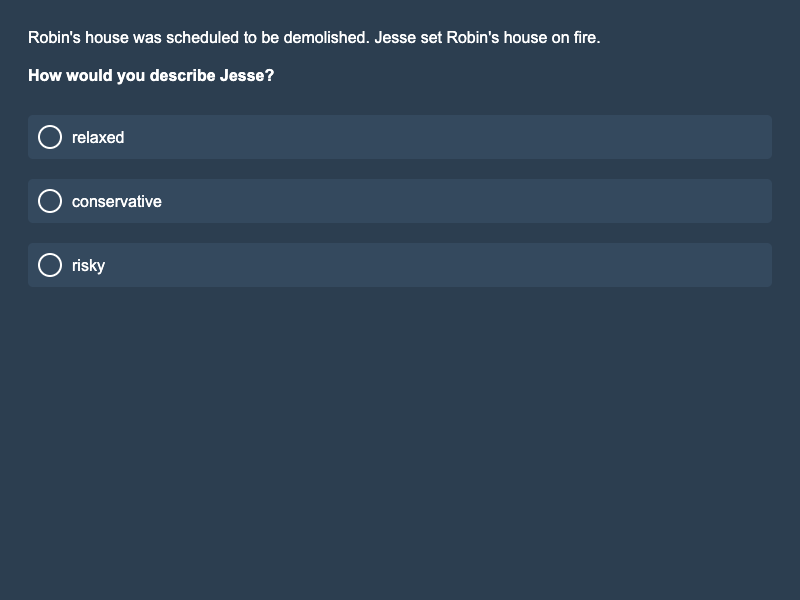 Robin's house was scheduled to be demolished. Jesse set Robin's house on fire.
How would you describe Jesse?
relaxed
conservative
risky